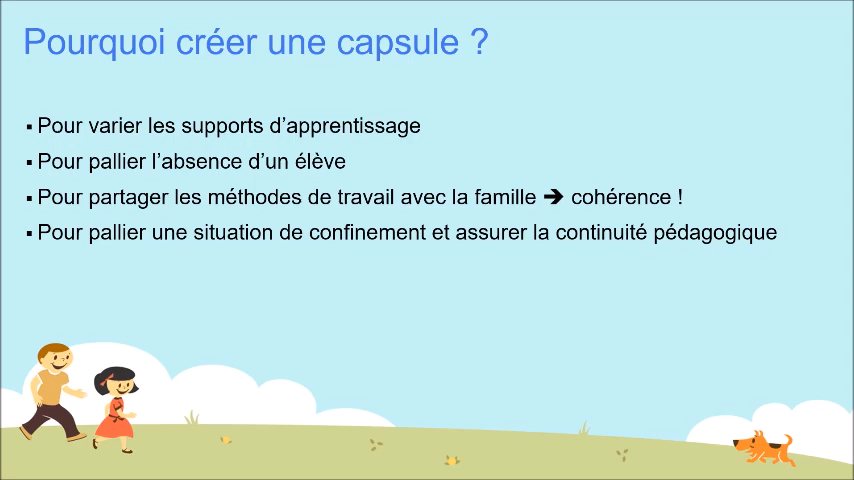 Pourquoi créer une capsule ?
▪ Pour varier les supports d’apprentissage
▪ Pour pallier l’absence d’un élève
▪ Pour partager les méthodes de travail avec la famille ➔ cohérence !
▪ Pour pallier une situation de confinement et assurer la continuité pédagogique